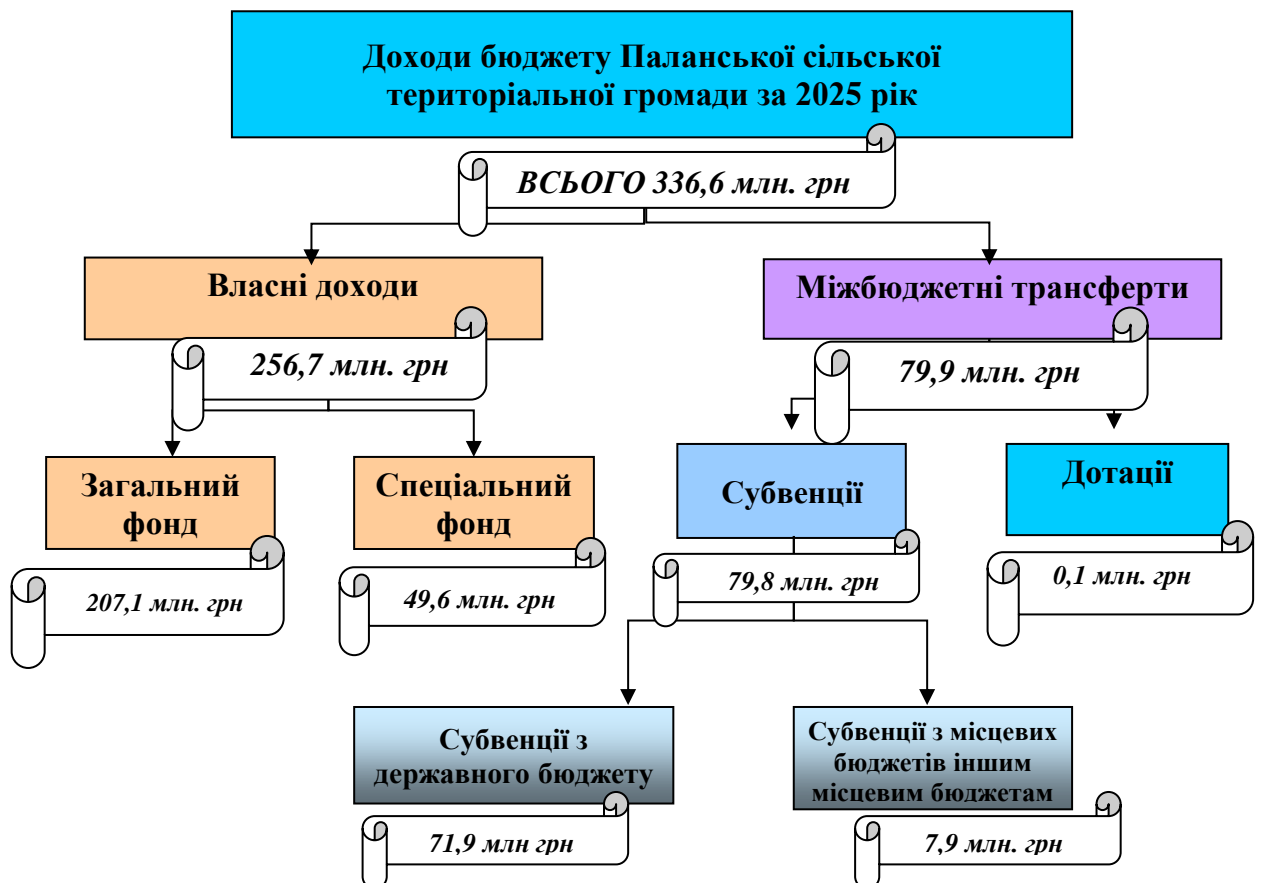 Доходи бюджету Паланської сільської
територіальної громади за 2025 рік
ВСЬОГО 336,6 млн. грн
Власні доходи
Міжбюджетні трансферти
256,7 млн. грн
79,9 млн. грн
Загальний
фонд
Спеціальний
фонд
Субвенції
Дотації
207,1 млн. грн
49,6 млн. грн
79,8 млн. грн
0,1 млн. грн
Субвенції з
державного бюджету
Субвенції з місцевих
бюджетів іншим
місцевим бюджетам
71,9 млн грн
7,9 млн. грн